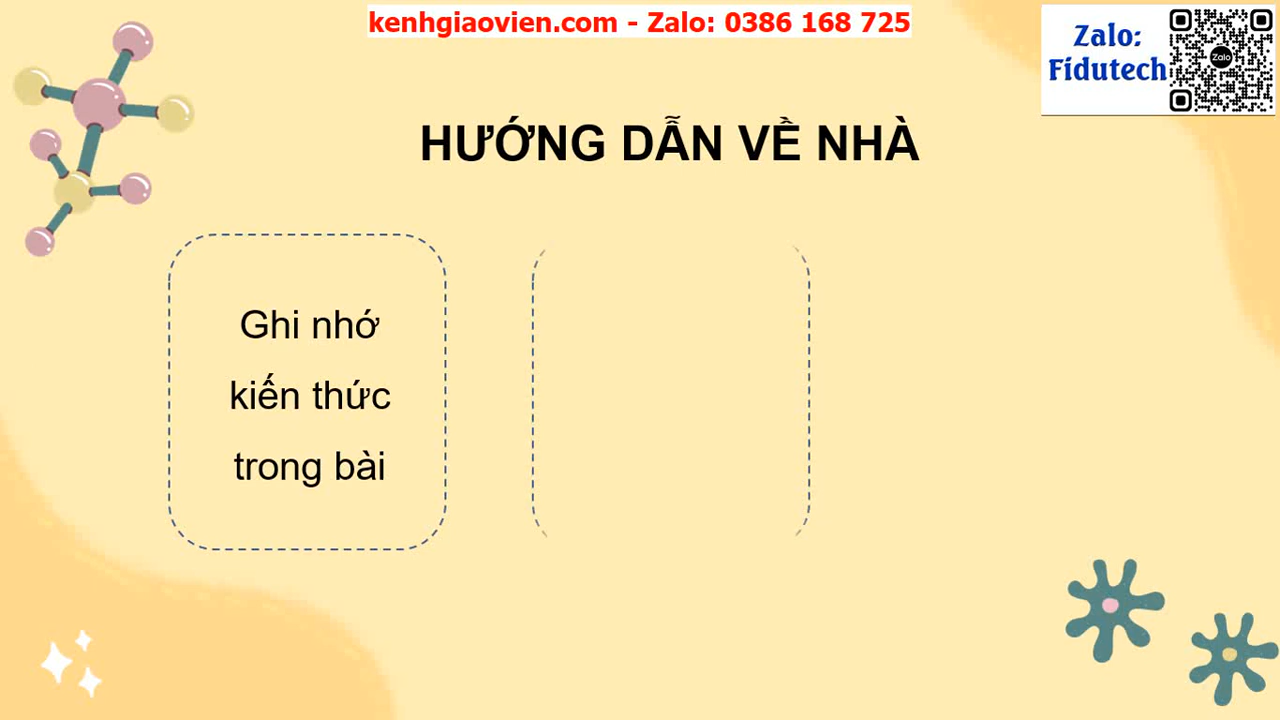 kenhgiaovien.com - Zalo: 0386 168 725
Zalo:
Fidutech
Zalo
HƯỚNG DẪN VỀ NHÀ
Ghi nhớ
kiến thức
trong bài